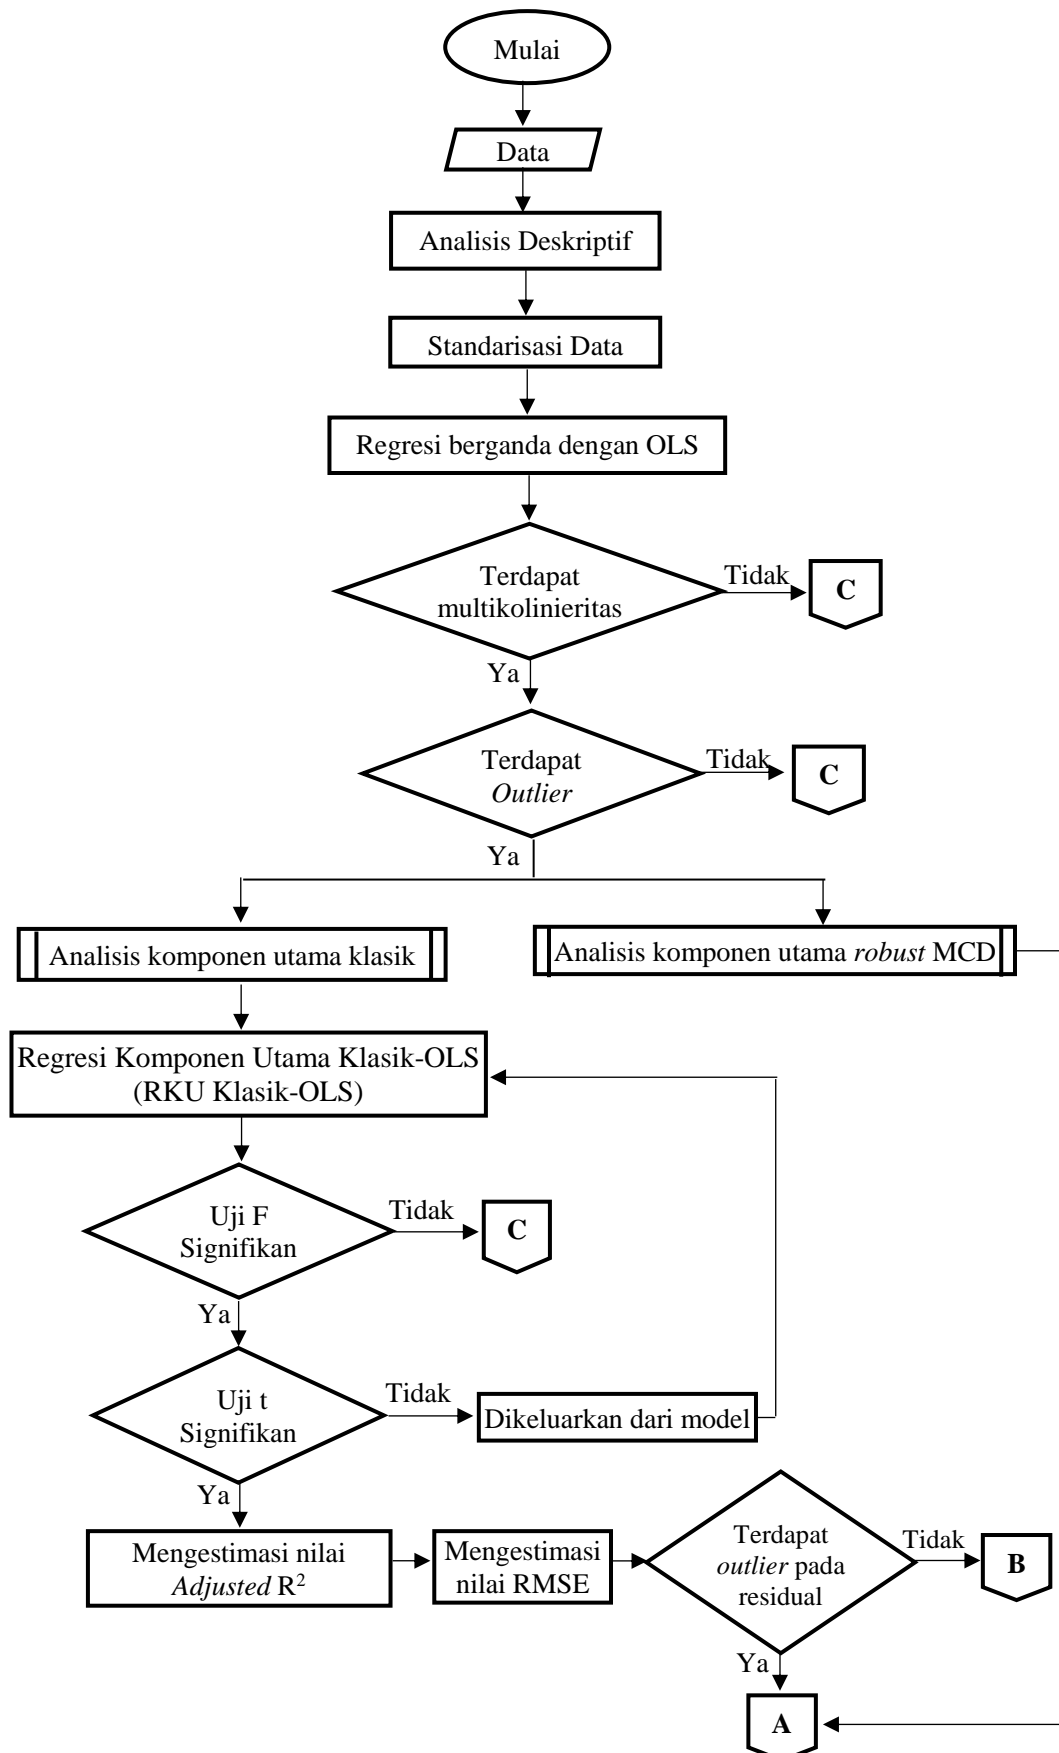 Mulai
Data
Analisis Deskriptif
Standarisasi Data
Regresi berganda dengan OLS
Terdapat
multikolinieritas
Tidak
C
Ya
Terdapat
Outlier
Tidak
C
Ya
Analisis komponen utama klasik
Analisis komponen utama robust MCD
Regresi Komponen Utama Klasik-OLS
(RKU Klasik-OLS)
Uji F
Signifikan
Tidak
C
Ya
Uji t
Signifikan
Tidak
Dikeluarkan dari model
Ya
Mengestimasi nilai
Adjusted R²
Mengestimasi
nilai RMSE
Terdapat
outlier pada
residual
Tidak
B
Ya
A